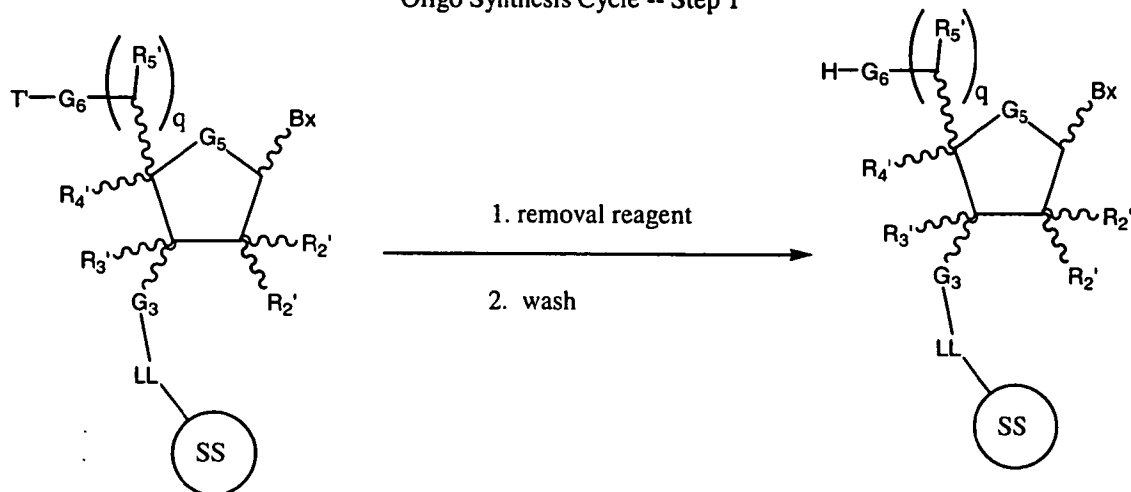 Oligo Synthesis Cycle -- Step 1
R5'
T'—G6
q
G5
Bx
R4'
R3'
R2'
R2'
G3
LL
SS
1. removal reagent
2. wash
R5'
H—G6
q
G5
Bx
R4'
R3'
R2'
R2'
G3
LL
SS